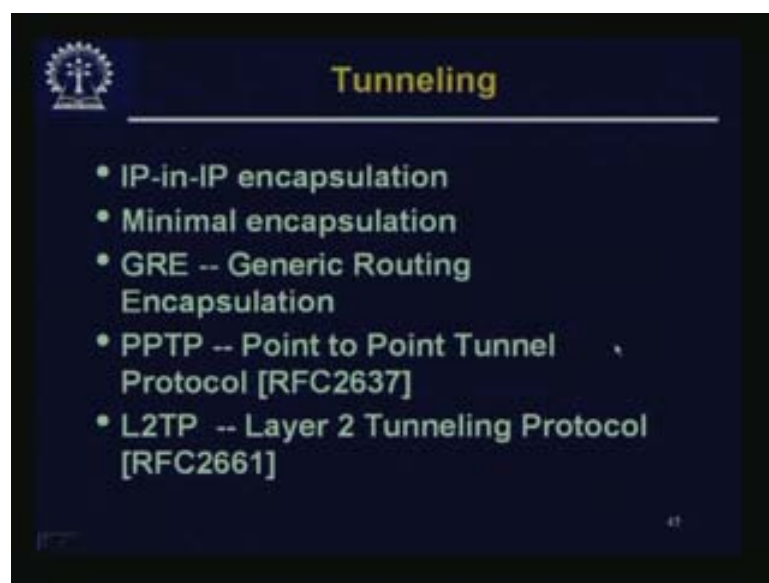 Tunneling
• IP-in-IP encapsulation
• Minimal encapsulation
• GRE -- Generic Routing
Encapsulation
• PPTP -- Point to Point Tunnel
Protocol [RFC2637]
• L2TP -- Layer 2 Tunneling Protocol
[RFC2661]